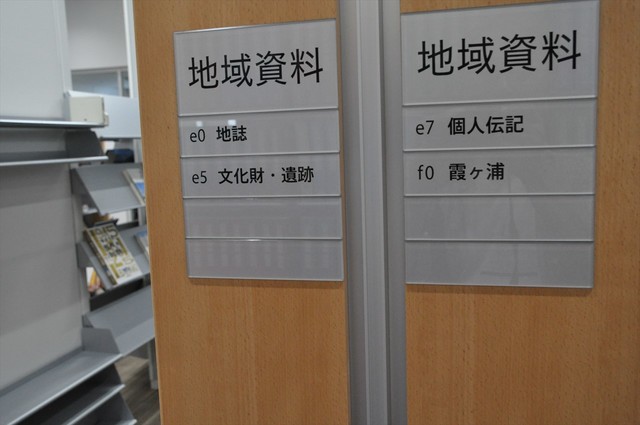 地域資料
e0 地誌
e5 文化財・遺跡
地域資料
e7 個人伝記
f0 霞ヶ浦